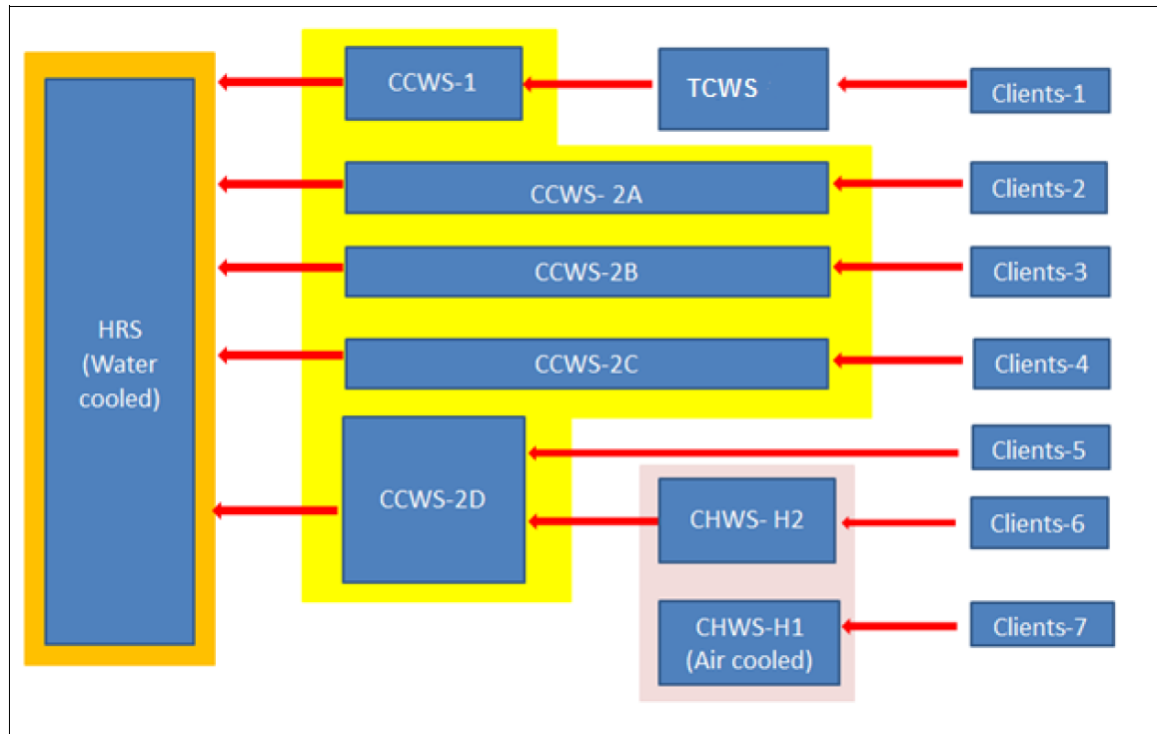 CCWS-1
TCWS
Clients-1
CCWS- 2A
Clients-2
CCWS-2B
Clients-3
HRS
(Water
cooled)
CCWS-2C
Clients-4
Clients-5
CCWS-2D
CHWS- H2
Clients-6
CHWS-H1
(Air cooled)
Clients-7